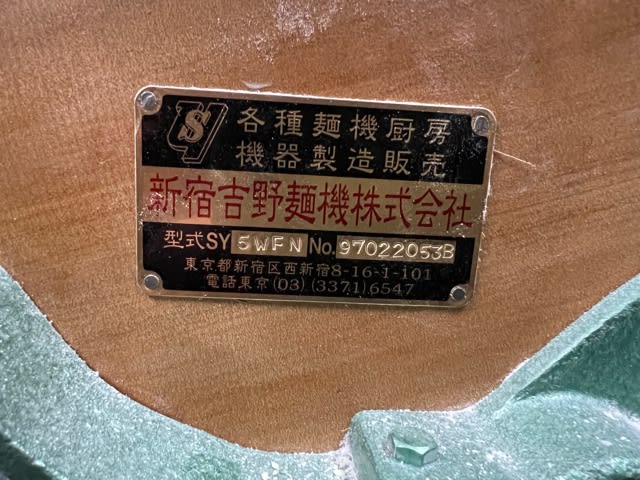 各種麺機厨房
機器製造販売
新宿吉野麺機株式会社
型式SY 5WFN No. 97022053B
東京都新宿区西新宿8-16-1-101
電話東京(03)(3371)6547